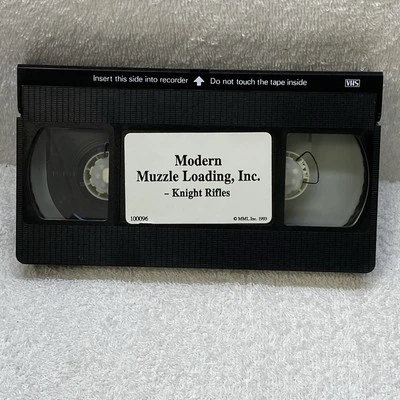 Insert this side into recorder ⬆ Do not touch the tape inside VHS
Modern
Muzzle Loading, Inc.
– Knight Rifles
100096 © MML, Inc. 1993